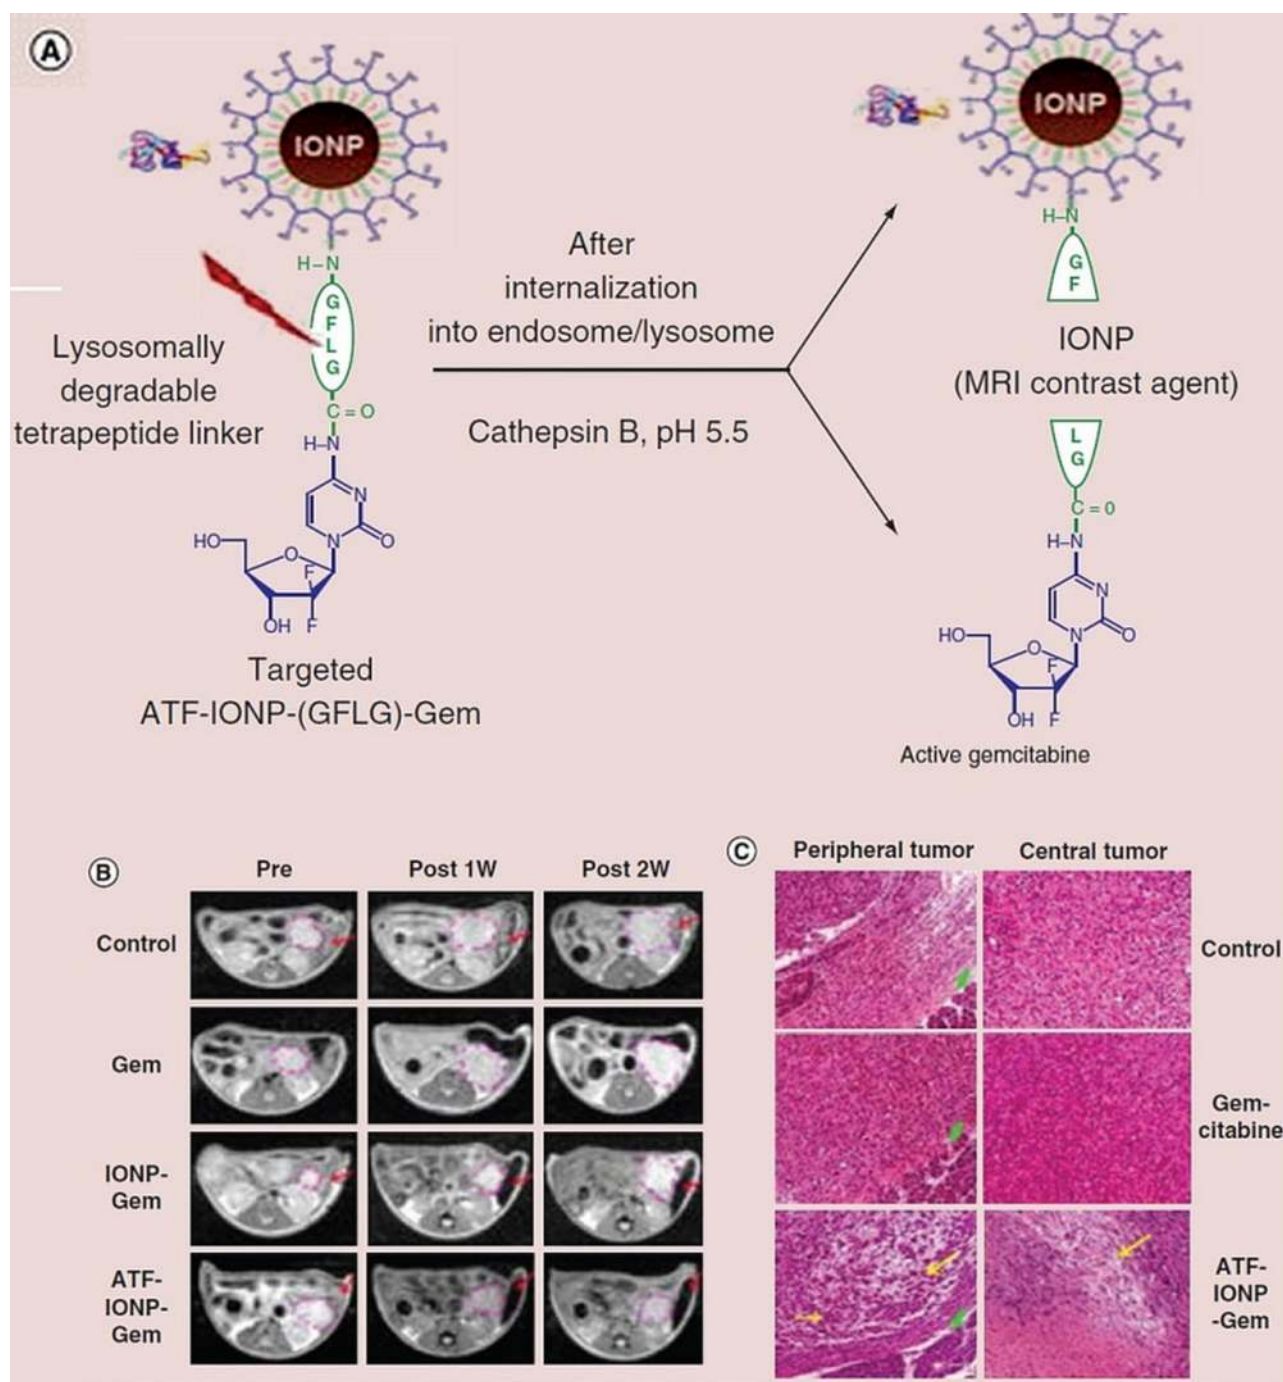 A
IONP
H–N
G
F
L
G
C=O
H–N
N
N
O
HO
O
F
OH
F
Lysosomally
degradable
tetrapeptide linker
Targeted
ATF-IONP-(GFLG)-Gem
After
internalization
into endosome/lysosome
Cathepsin B, pH 5.5
IONP
H–N
G
F
IONP
(MRI contrast agent)
L
G
C=0
H–N
N
N
O
HO
O
F
OH
F
Active gemcitabine
B
Pre
Post 1W
Post 2W
Control
Gem
IONP-
Gem
ATF-
IONP-
Gem
C
Peripheral tumor
Central tumor
Control
Gem-
citabine
ATF-
IONP
-Gem